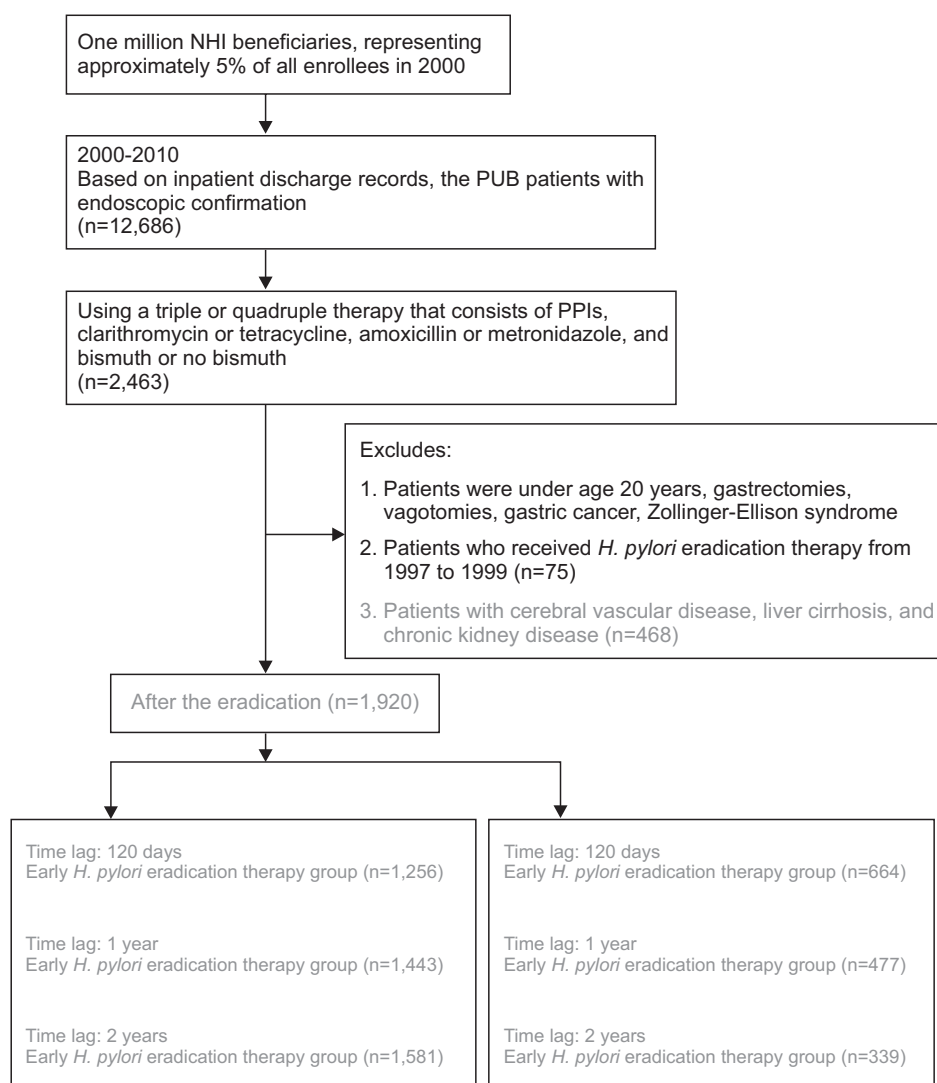 One million NHI beneficiaries, representing
approximately 5% of all enrollees in 2000
2000-2010
Based on inpatient discharge records, the PUB patients with
endoscopic confirmation
(n=12,686)
Using a triple or quadruple therapy that consists of PPIs,
clarithromycin or tetracycline, amoxicillin or metronidazole, and
bismuth or no bismuth
(n=2,463)
Excludes:
1. Patients were under age 20 years, gastrectomies,
vagotomies, gastric cancer, Zollinger-Ellison syndrome
2. Patients who received H. pylori eradication therapy from
1997 to 1999 (n=75)
3. Patients with cerebral vascular disease, liver cirrhosis, and
chronic kidney disease (n=468)
After the eradication (n=1,920)
Time lag: 120 days
Early H. pylori eradication therapy group (n=1,256)
Time lag: 1 year
Early H. pylori eradication therapy group (n=1,443)
Time lag: 2 years
Early H. pylori eradication therapy group (n=1,581)
Time lag: 120 days
Early H. pylori eradication therapy group (n=664)
Time lag: 1 year
Early H. pylori eradication therapy group (n=477)
Time lag: 2 years
Early H. pylori eradication therapy group (n=339)